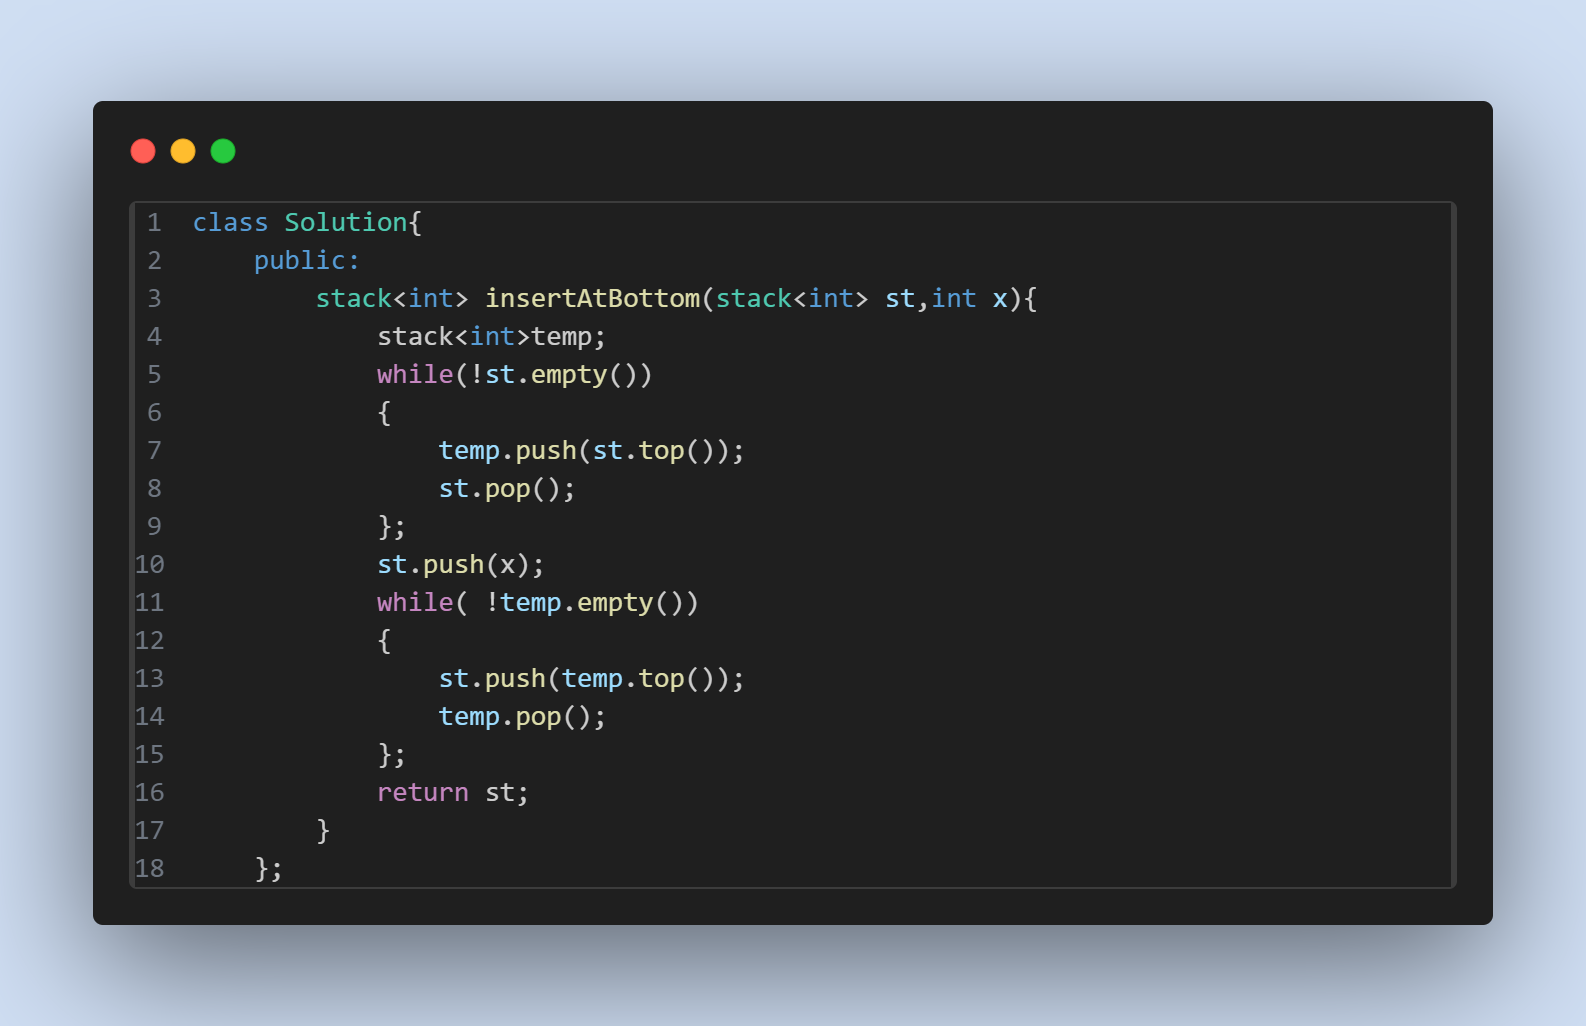 1 class Solution{
2     public:
3         stack<int> insertAtBottom(stack<int> st,int x){
4             stack<int>temp;
5             while(!st.empty())
6             {
7                 temp.push(st.top());
8                 st.pop();
9             };
10             st.push(x);
11             while( !temp.empty())
12             {
13                 st.push(temp.top());
14                 temp.pop();
15             };
16             return st;
17         }
18     };